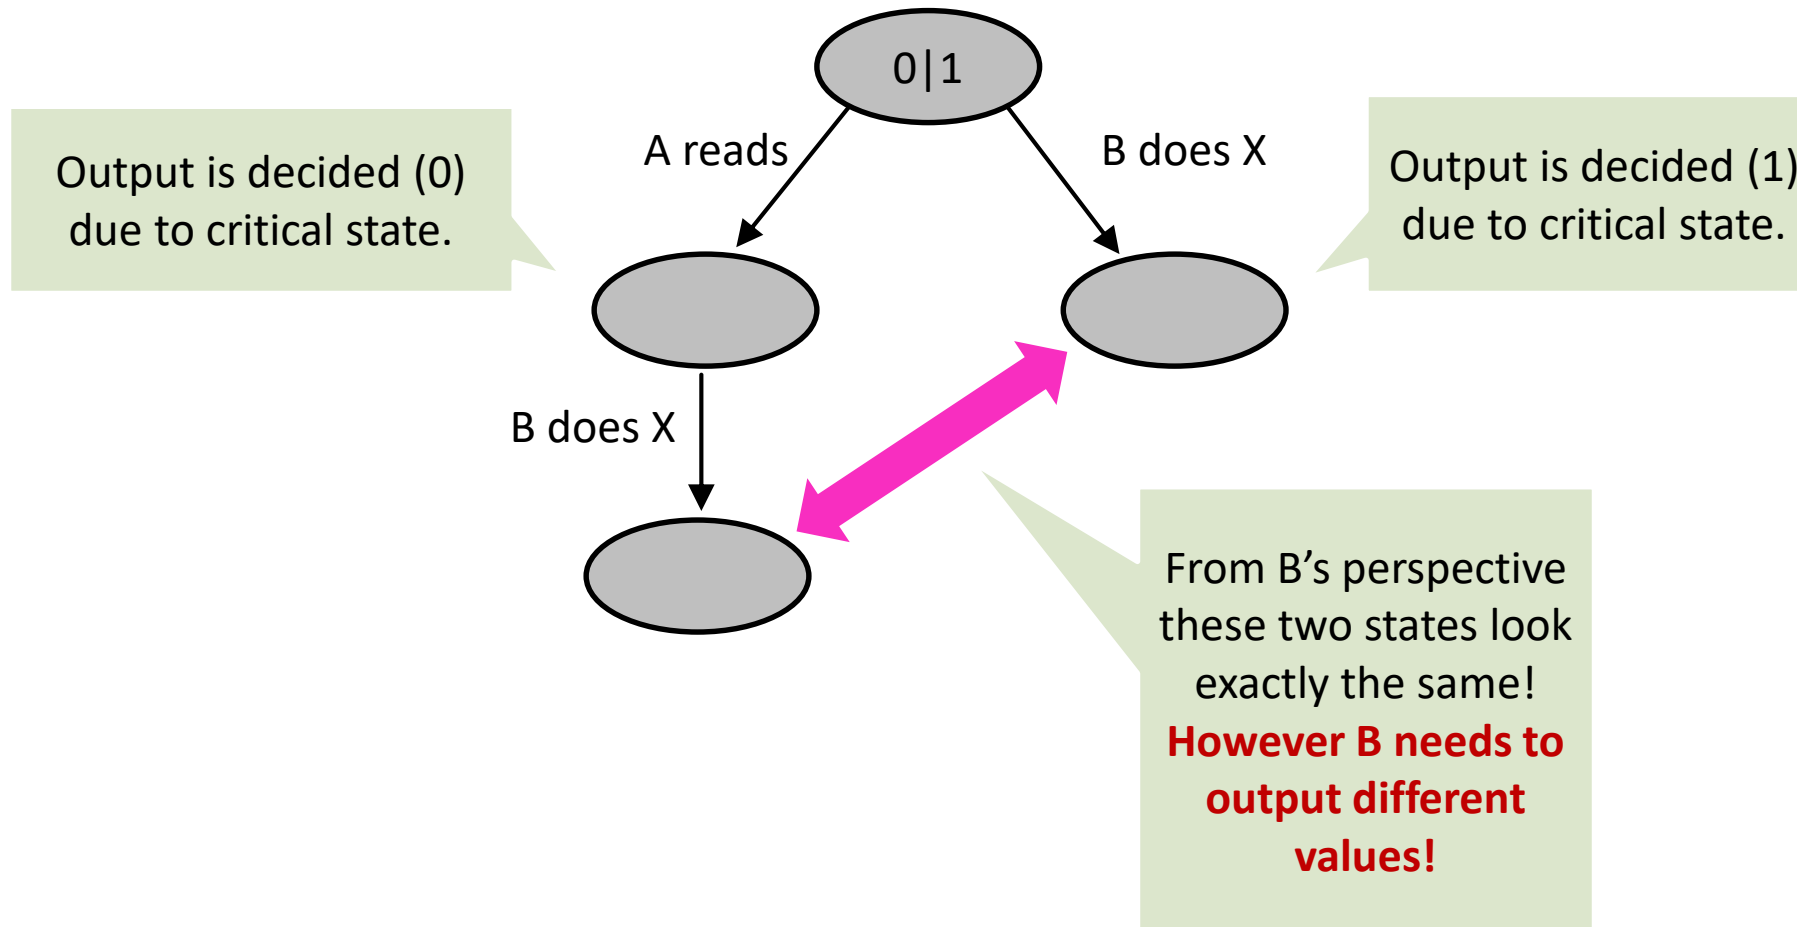 0|1
A reads
B does X
Output is decided (0)
due to critical state.
Output is decided (1)
due to critical state.
B does X
From B’s perspective
these two states look
exactly the same!
However B needs to
output different
values!